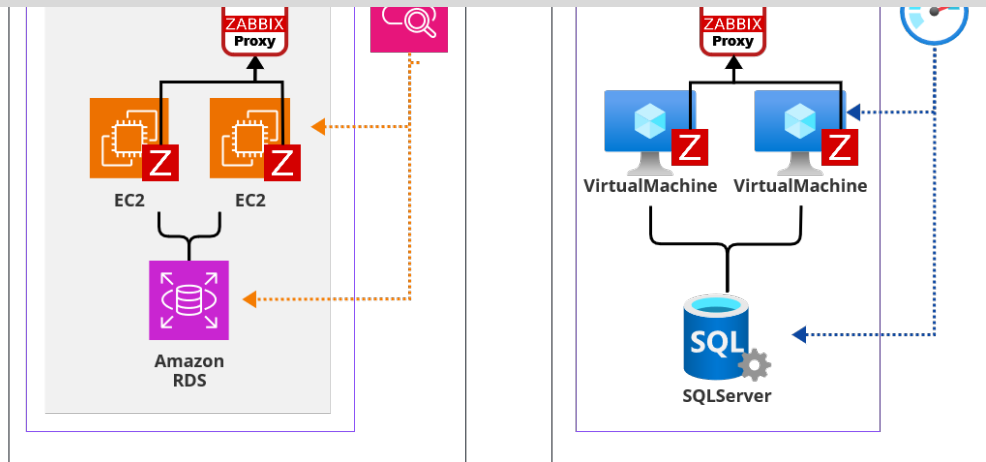 ZABBIX
Proxy
ZABBIX
Proxy
Z
Z
Z
Z
EC2
EC2
VirtualMachine
VirtualMachine
SQL
Amazon
RDS
SQLServer